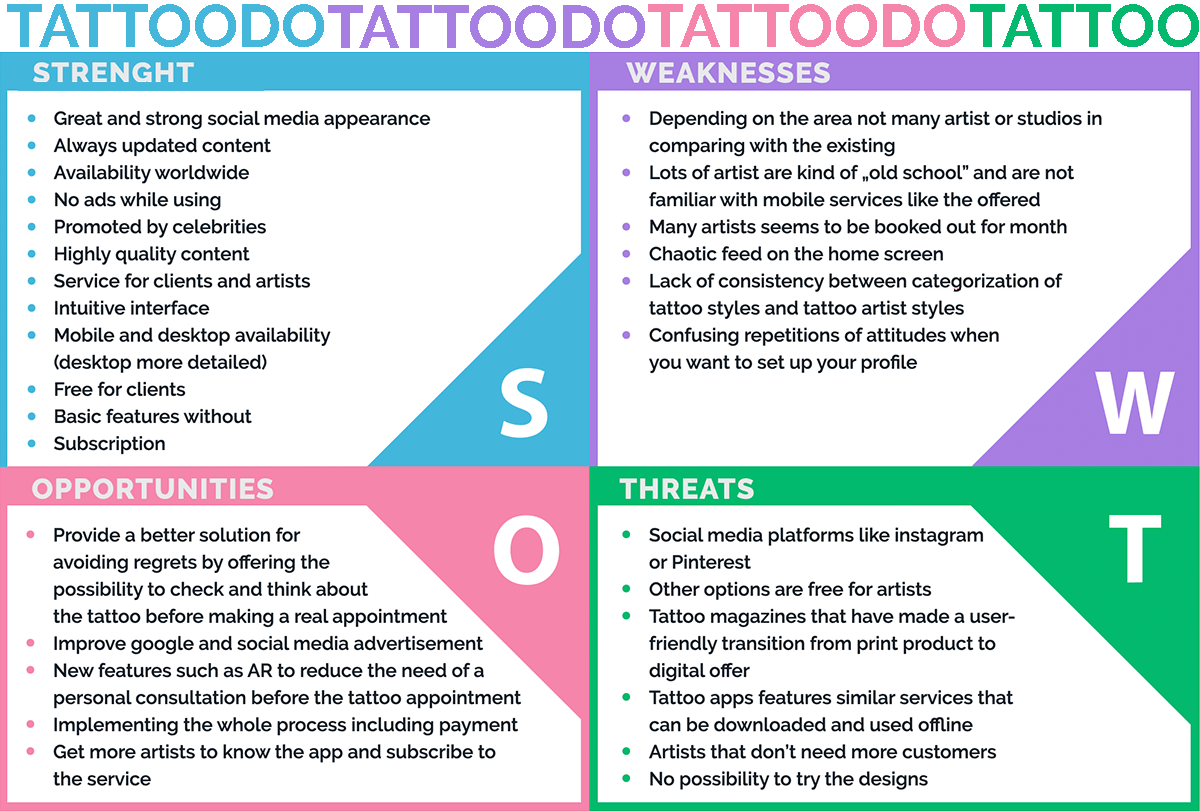 TATTOODO TATTOODO TATTOODO TATTOO
STRENGHT
Great and strong social media appearance
Always updated content
Availability worldwide
No ads while using
Promoted by celebrities
Highly quality content
Service for clients and artists
Intuitive interface
Mobile and desktop availability
(desktop more detailed)
Free for clients
Basic features without
Subscription
S
WEAKNESSES
Depending on the area not many artist or studios in
comparing with the existing
Lots of artist are kind of „old school” and are not
familiar with mobile services like the offered
Many artists seems to be booked out for month
Chaotic feed on the home screen
Lack of consistency between categorization of
tattoo styles and tattoo artist styles
Confusing repetitions of attitudes when
you want to set up your profile
W
OPPORTUNITIES
Provide a better solution for
avoiding regrets by offering the
possibility to check and think about
the tattoo before making a real appointment
Improve google and social media advertisement
New features such as AR to reduce the need of a
personal consultation before the tattoo appointment
Implementing the whole process including payment
Get more artists to know the app and subscribe to
the service
O
THREATS
Social media platforms like instagram
or Pinterest
Other options are free for artists
Tattoo magazines that have made a user-
friendly transition from print product to
digital offer
Tattoo apps features similar services that
can be downloaded and used offline
Artists that don’t need more customers
No possibility to try the designs
T